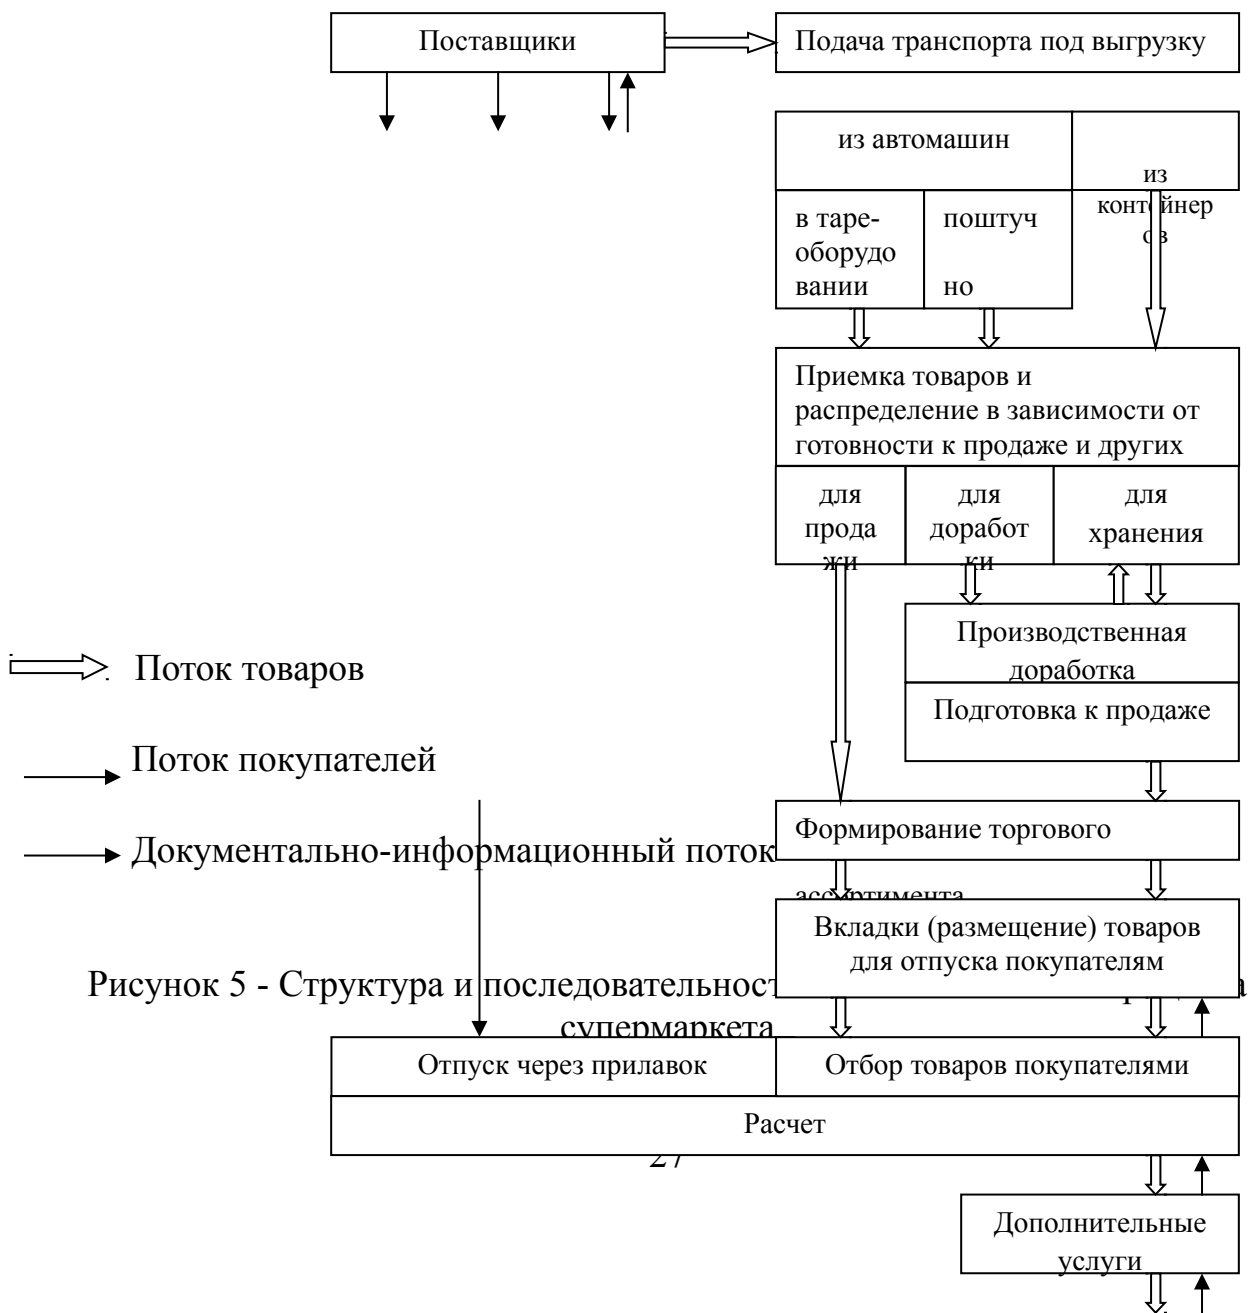 Поставщики
Подача транспорта под выгрузку
из автомашин
из
контейнер
ов
в таре-
оборудо
вании
поштуч
но
Приемка товаров и
распределение в зависимости от
готовности к продаже и других
для
прода
жи
для
доработ
ки
для
хранения
Производственная
доработка
Подготовка к продаже
Поток товаров
Поток покупателей
Документально-информационный поток
Формирование торгового
ассортимента
Вкладки (размещение) товаров
для отпуска покупателям
Рисунок 5 - Структура и
супермаркета
Отпуск через прилавок
Отбор товаров покупателями
Расчет
27
Дополнительные
услуги